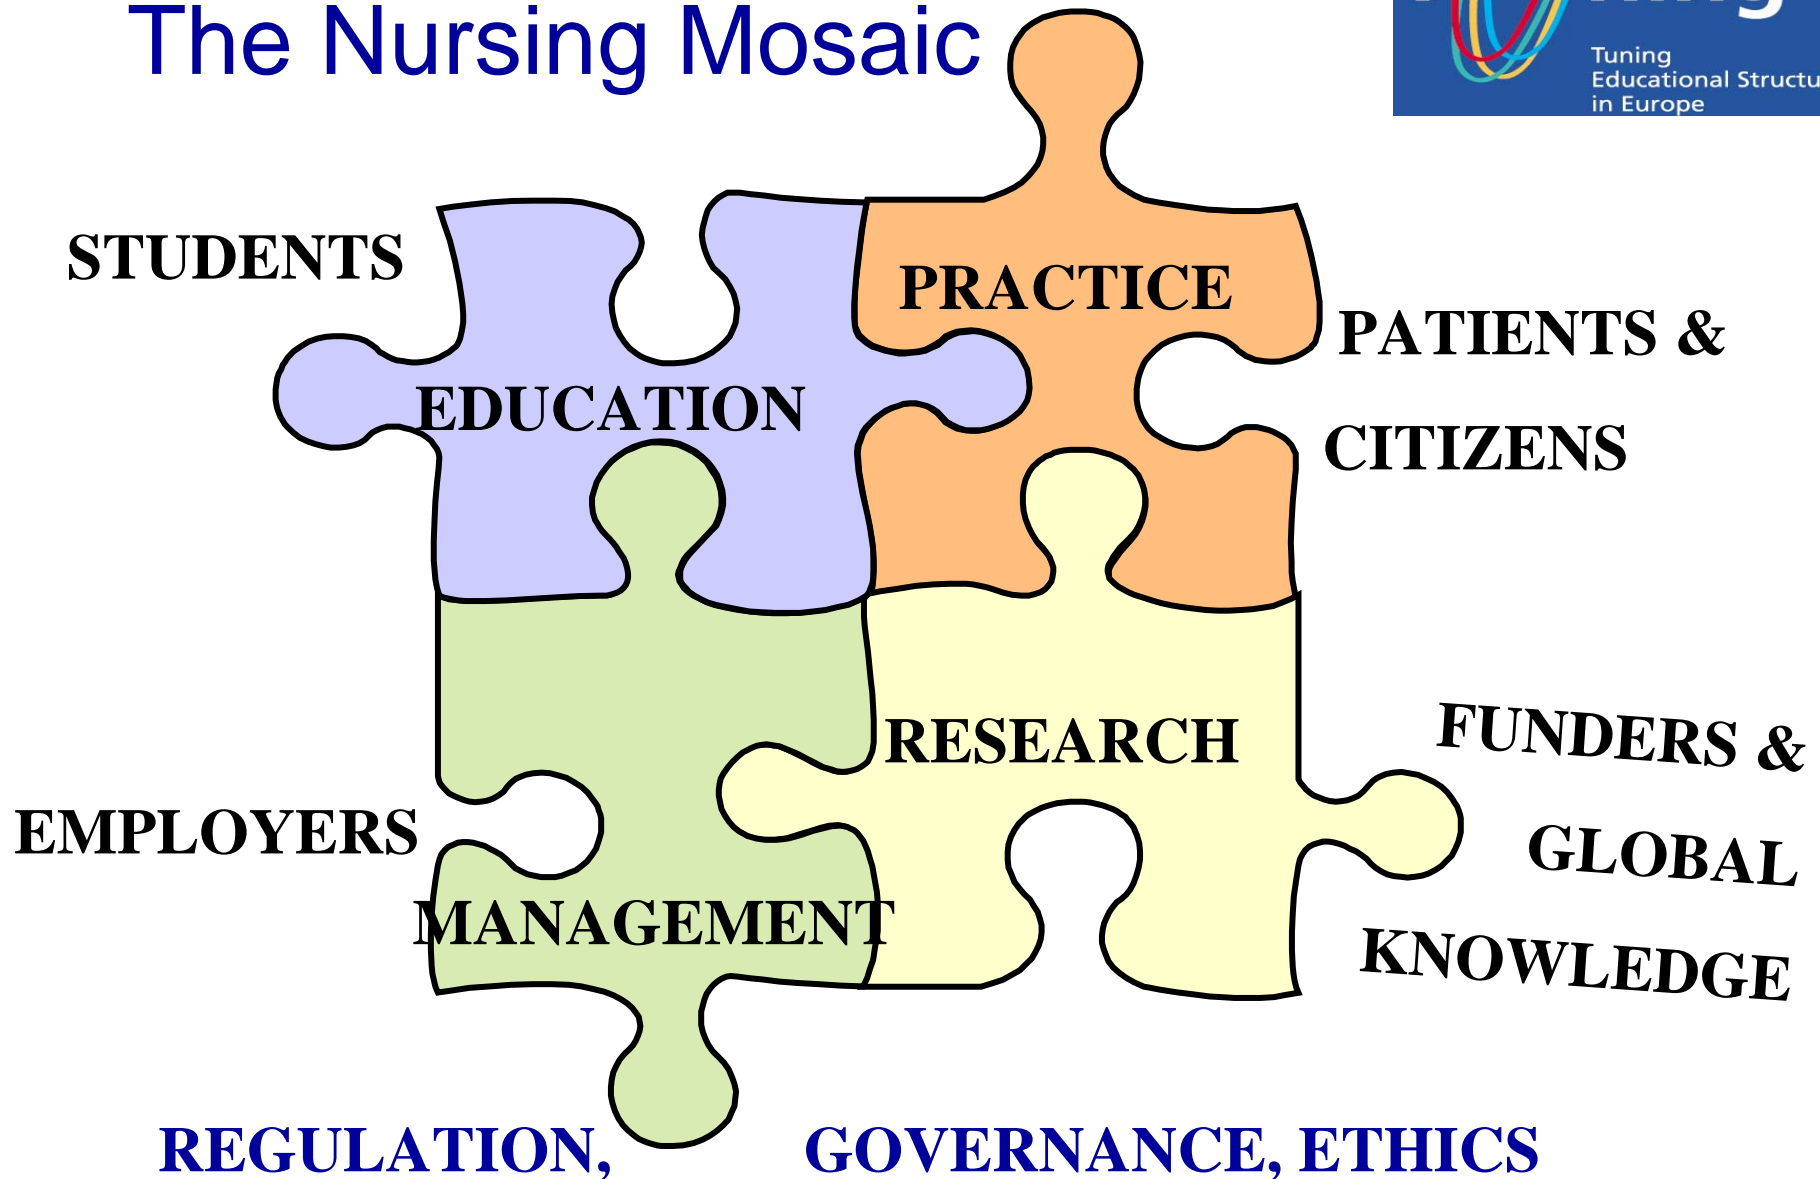 The Nursing Mosaic
Tuning
Educational Structu
in Europe
STUDENTS
PRACTICE
PATIENTS &
EDUCATION
CITIZENS
RESEARCH
FUNDERS &
EMPLOYERS
GLOBAL
MANAGEMENT
KNOWLEDGE
REGULATION, GOVERNANCE, ETHICS